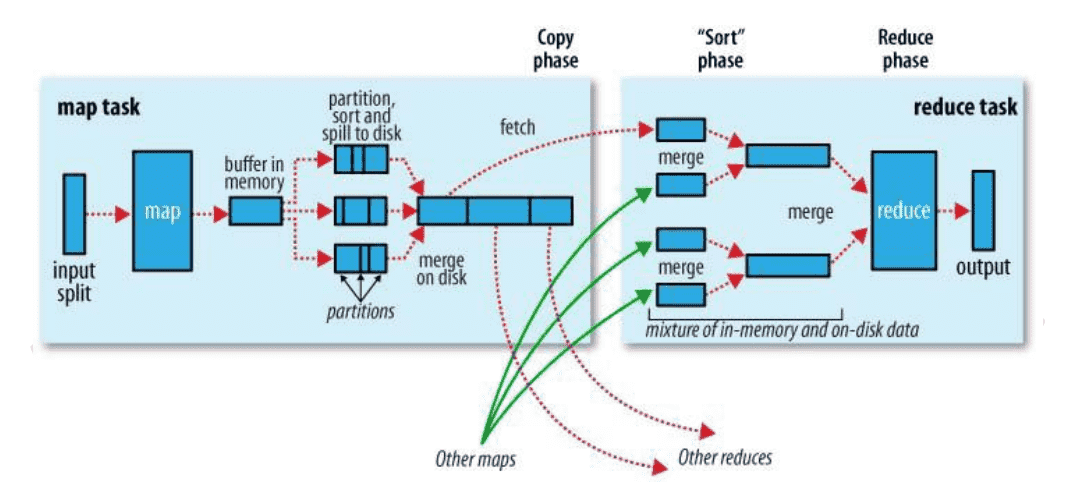 Copy
phase
"Sort"
phase
Reduce
phase
map task
partition,
sort and
spill to disk
fetch
reduce task
buffer in
memory
merge
map
merge
reduce
input
split
merge
on disk
merge
output
partitions
mixture of in-memory and on-disk data
Other maps
Other reduces